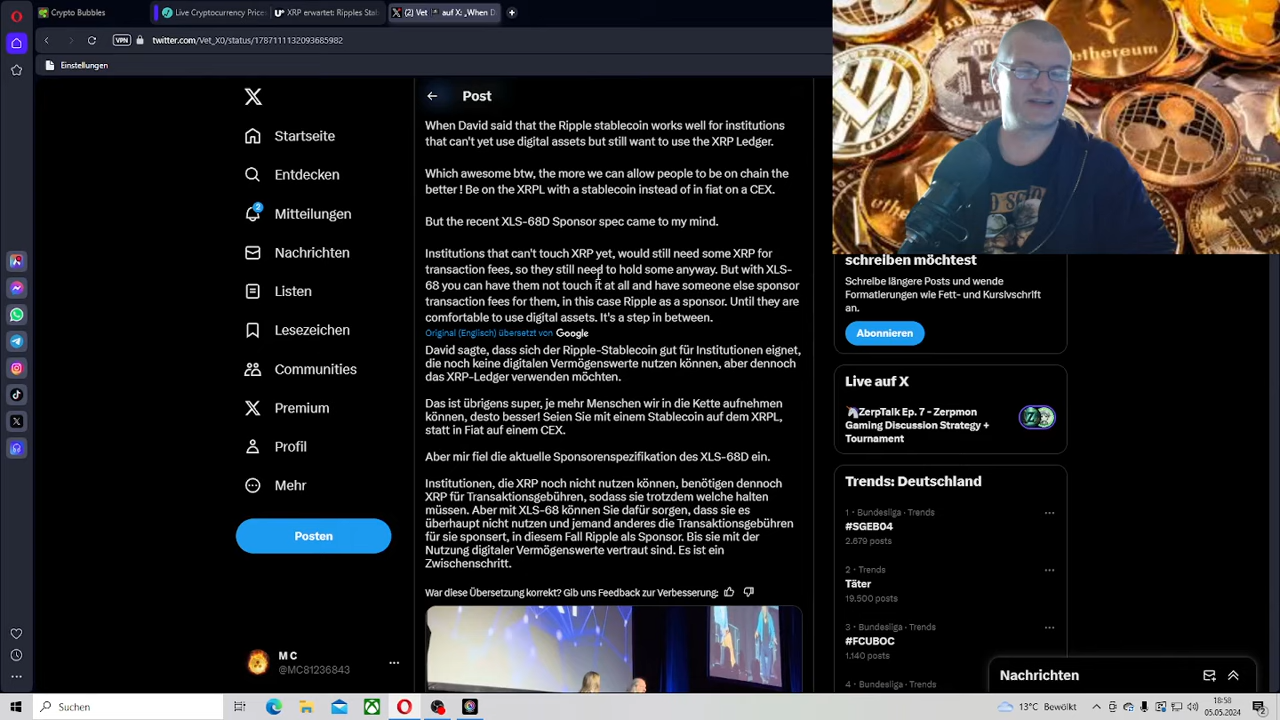 Crypto Bubbles
Live Cryptocurrency Price
XRP erwartet: Ripples Sta
Vet auf X: „When D
VPN
twitter.com/Vet_X0/status/1787111132093685982
Einstellungen
Startseite
Entdecken
2
Mitteilungen
Nachrichten
Listen
Lesezeichen
Communities
Premium
Profil
Mehr
Posten
M C
@MC81236843
Post
When David said that the Ripple stablecoin works well for institutions
that can't yet use digital assets but still want to use the XRP Ledger.
Which awesome btw, the more we can allow people to be on chain the
better ! Be on the XRPL with a stablecoin instead of in fiat on a CEX.
But the recent XLS-68D Sponsor spec came to my mind.
Institutions that can't touch XRP yet, would still need some XRP for
transaction fees, so they still need to hold some anyway. But with XLS-
68 you can have them not touch it at all and have someone else sponsor
transaction fees for them, in this case Ripple as a sponsor. Until they are
comfortable to use digital assets. It's a step in between.
Original (Englisch) übersetzt von Google
David sagte, dass sich der Ripple-Stablecoin gut für Institutionen eignet,
die noch keine digitalen Vermögenswerte nutzen können, aber dennoch
das XRP-Ledger verwenden möchten.
Das ist übrigens super, je mehr Menschen wir in die Kette aufnehmen
können, desto besser! Seien Sie mit einem Stablecoin auf dem XRPL,
statt in Fiat auf einem CEX.
Aber mir fiel die aktuelle Sponsorenspezifikation des XLS-68D ein.
Institutionen, die XRP noch nicht nutzen können, benötigen dennoch
XRP für Transaktionsgebühren, sodass sie trotzdem welche halten
müssen. Aber mit XLS-68 können Sie dafür sorgen, dass sie es
überhaupt nicht nutzen und jemand anderes die Transaktionsgebühren
für sie sponsert, in diesem Fall Ripple als Sponsor. Bis sie mit der
Nutzung digitaler Vermögenswerte vertraut sind. Es ist ein
Zwischenschritt.
War diese Übersetzung korrekt? Gib uns Feedback zur Verbesserung:
ethereum
schreiben möchtest
Schreibe längere Posts und wende
Formatierungen wie Fett- und Kursivschrift
an.
Abonnieren
Live auf X
ZerpTalk Ep. 7 - Zerpmon
Gaming Discussion Strategy +
Tournament
Trends: Deutschland
1 · Bundesliga · Trends
#SGEB04
2.679 posts
2 · Trends
Täter
19.500 posts
3 · Bundesliga · Trends
#FCUBOC
1.140 posts
4 · Bundesliga · Trends
Nachrichten
Suchen
13°C Bewölkt
18:58
05.05.2024